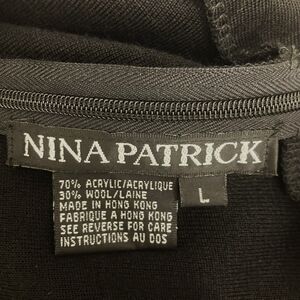 NINA PATRICK
70% ACRYLIC/ACRYLIQUE
30% WOOL/LAINE
MADE IN HONG KONG
FABRIQUE A HONG KONG
SEE REVERSE FOR CARE
INSTRUCTIONS AU DOS
L